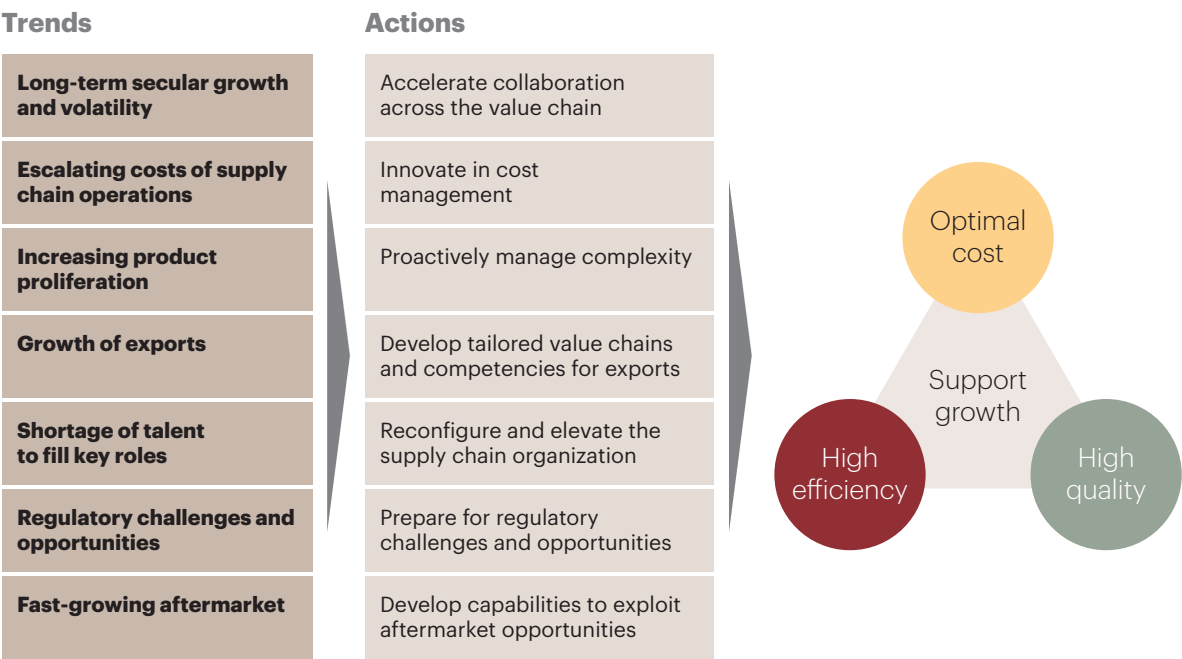 Trends
Actions
Long-term secular growth
and volatility
Accelerate collaboration
across the value chain
Escalating costs of supply
chain operations
Innovate in cost
management
Increasing product
proliferation
Proactively manage complexity
Growth of exports
Develop tailored value chains
and competencies for exports
Shortage of talent
to fill key roles
Reconfigure and elevate the
supply chain organization
Regulatory challenges and
opportunities
Prepare for regulatory
challenges and opportunities
Fast-growing aftermarket
Develop capabilities to exploit
aftermarket opportunities
Optimal
cost
Support
growth
High
efficiency
High
quality